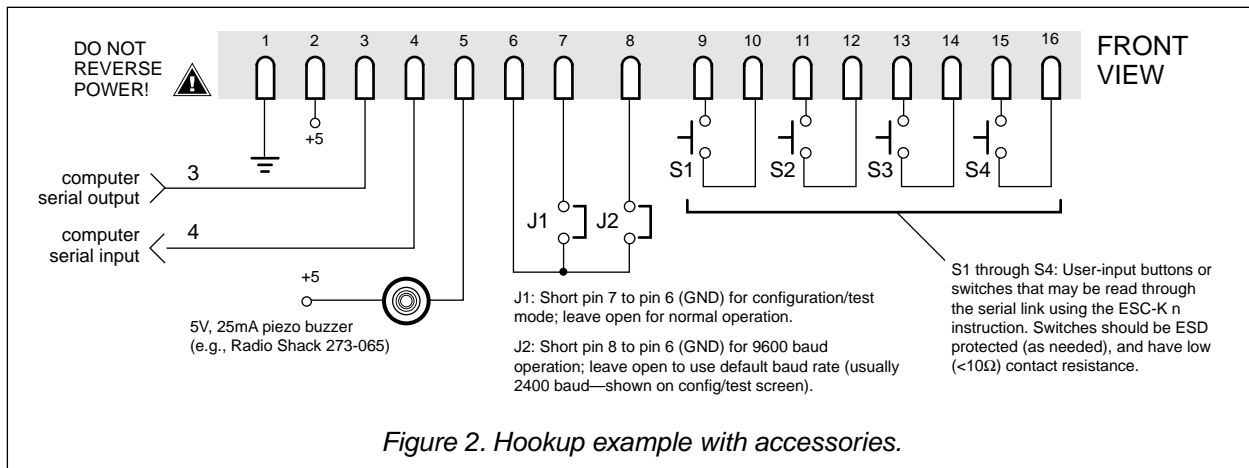 DO NOT
REVERSE
POWER!
1 2 3 4 5 6 7 8 9 10 11 12 13 14 15 16
FRONT
VIEW
+5
computer
serial output
3
computer
serial input
4
S1
S2
S3
S4
J1
J2
+5
5V, 25mA piezo buzzer
(e.g., Radio Shack 273-065)
J1: Short pin 7 to pin 6 (GND) for configuration/test
mode; leave open for normal operation.
J2: Short pin 8 to pin 6 (GND) for 9600 baud
operation; leave open to use default baud rate (usually
2400 baud—shown on config/test screen).
S1 through S4: User-input buttons or
switches that may be read through
the serial link using the ESC-K n
instruction. Switches should be ESD
protected (as needed), and have low
(<10Ω) contact resistance.
Figure 2. Hookup example with accessories.